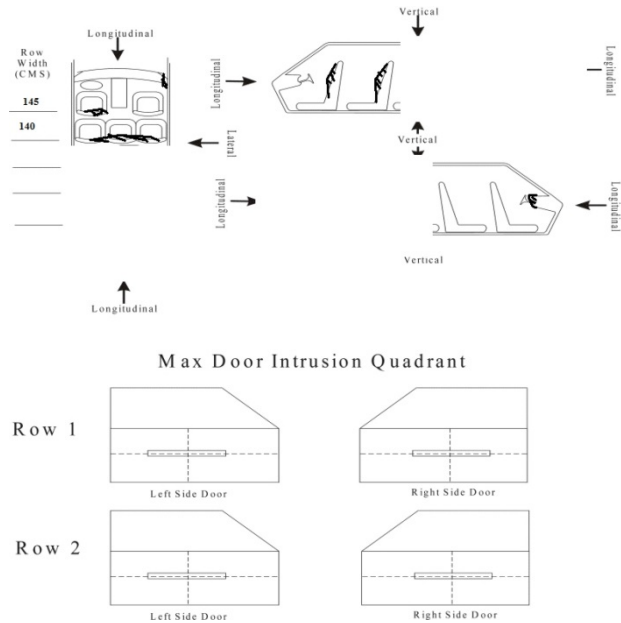 Vertical
Longitudinal
Row
Width
(CMS)
145
140
Longitudinal
Longitudinal
Lateral
Vertical
Longitudinal
Longitudinal
Vertical
Longitudinal
Max Door Intrusion Quadrant
Row 1
Left Side Door
Right Side Door
Row 2
Left Side Door
Right Side Door